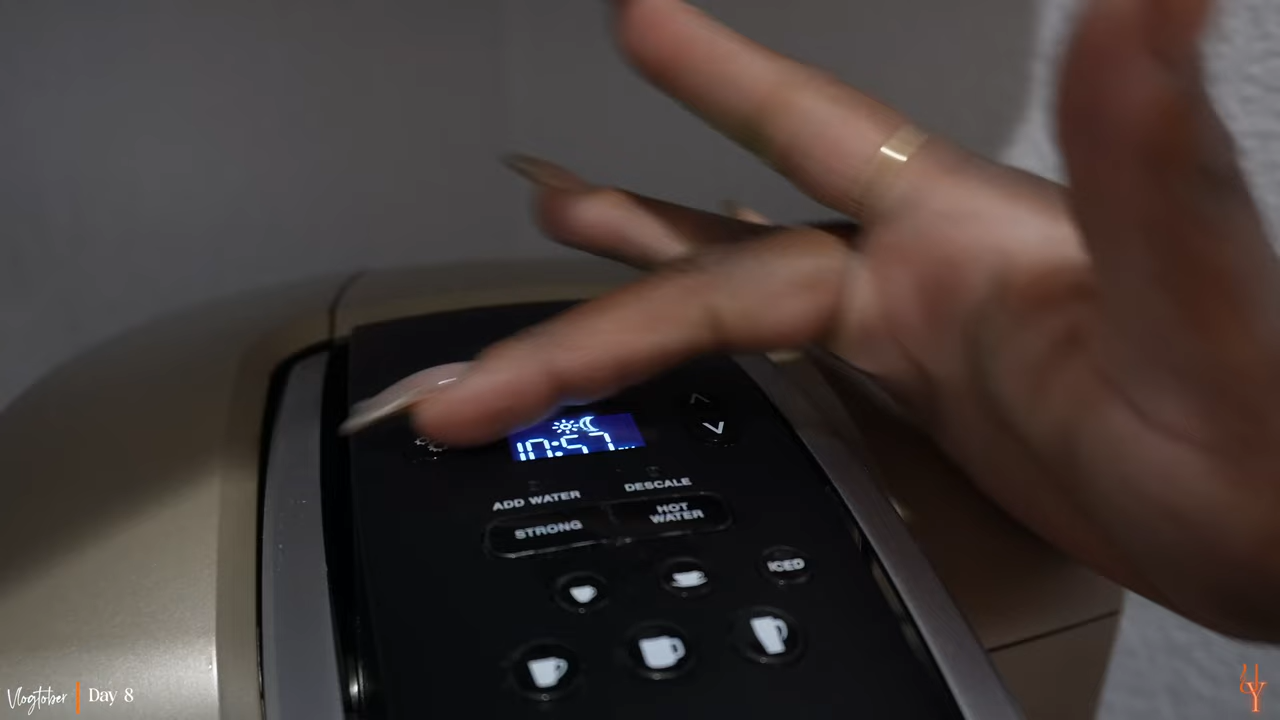 10:57
ADD WATER
DESCALE
STRONG
HOT
WATER
ICED
Vlogtober | Day 8